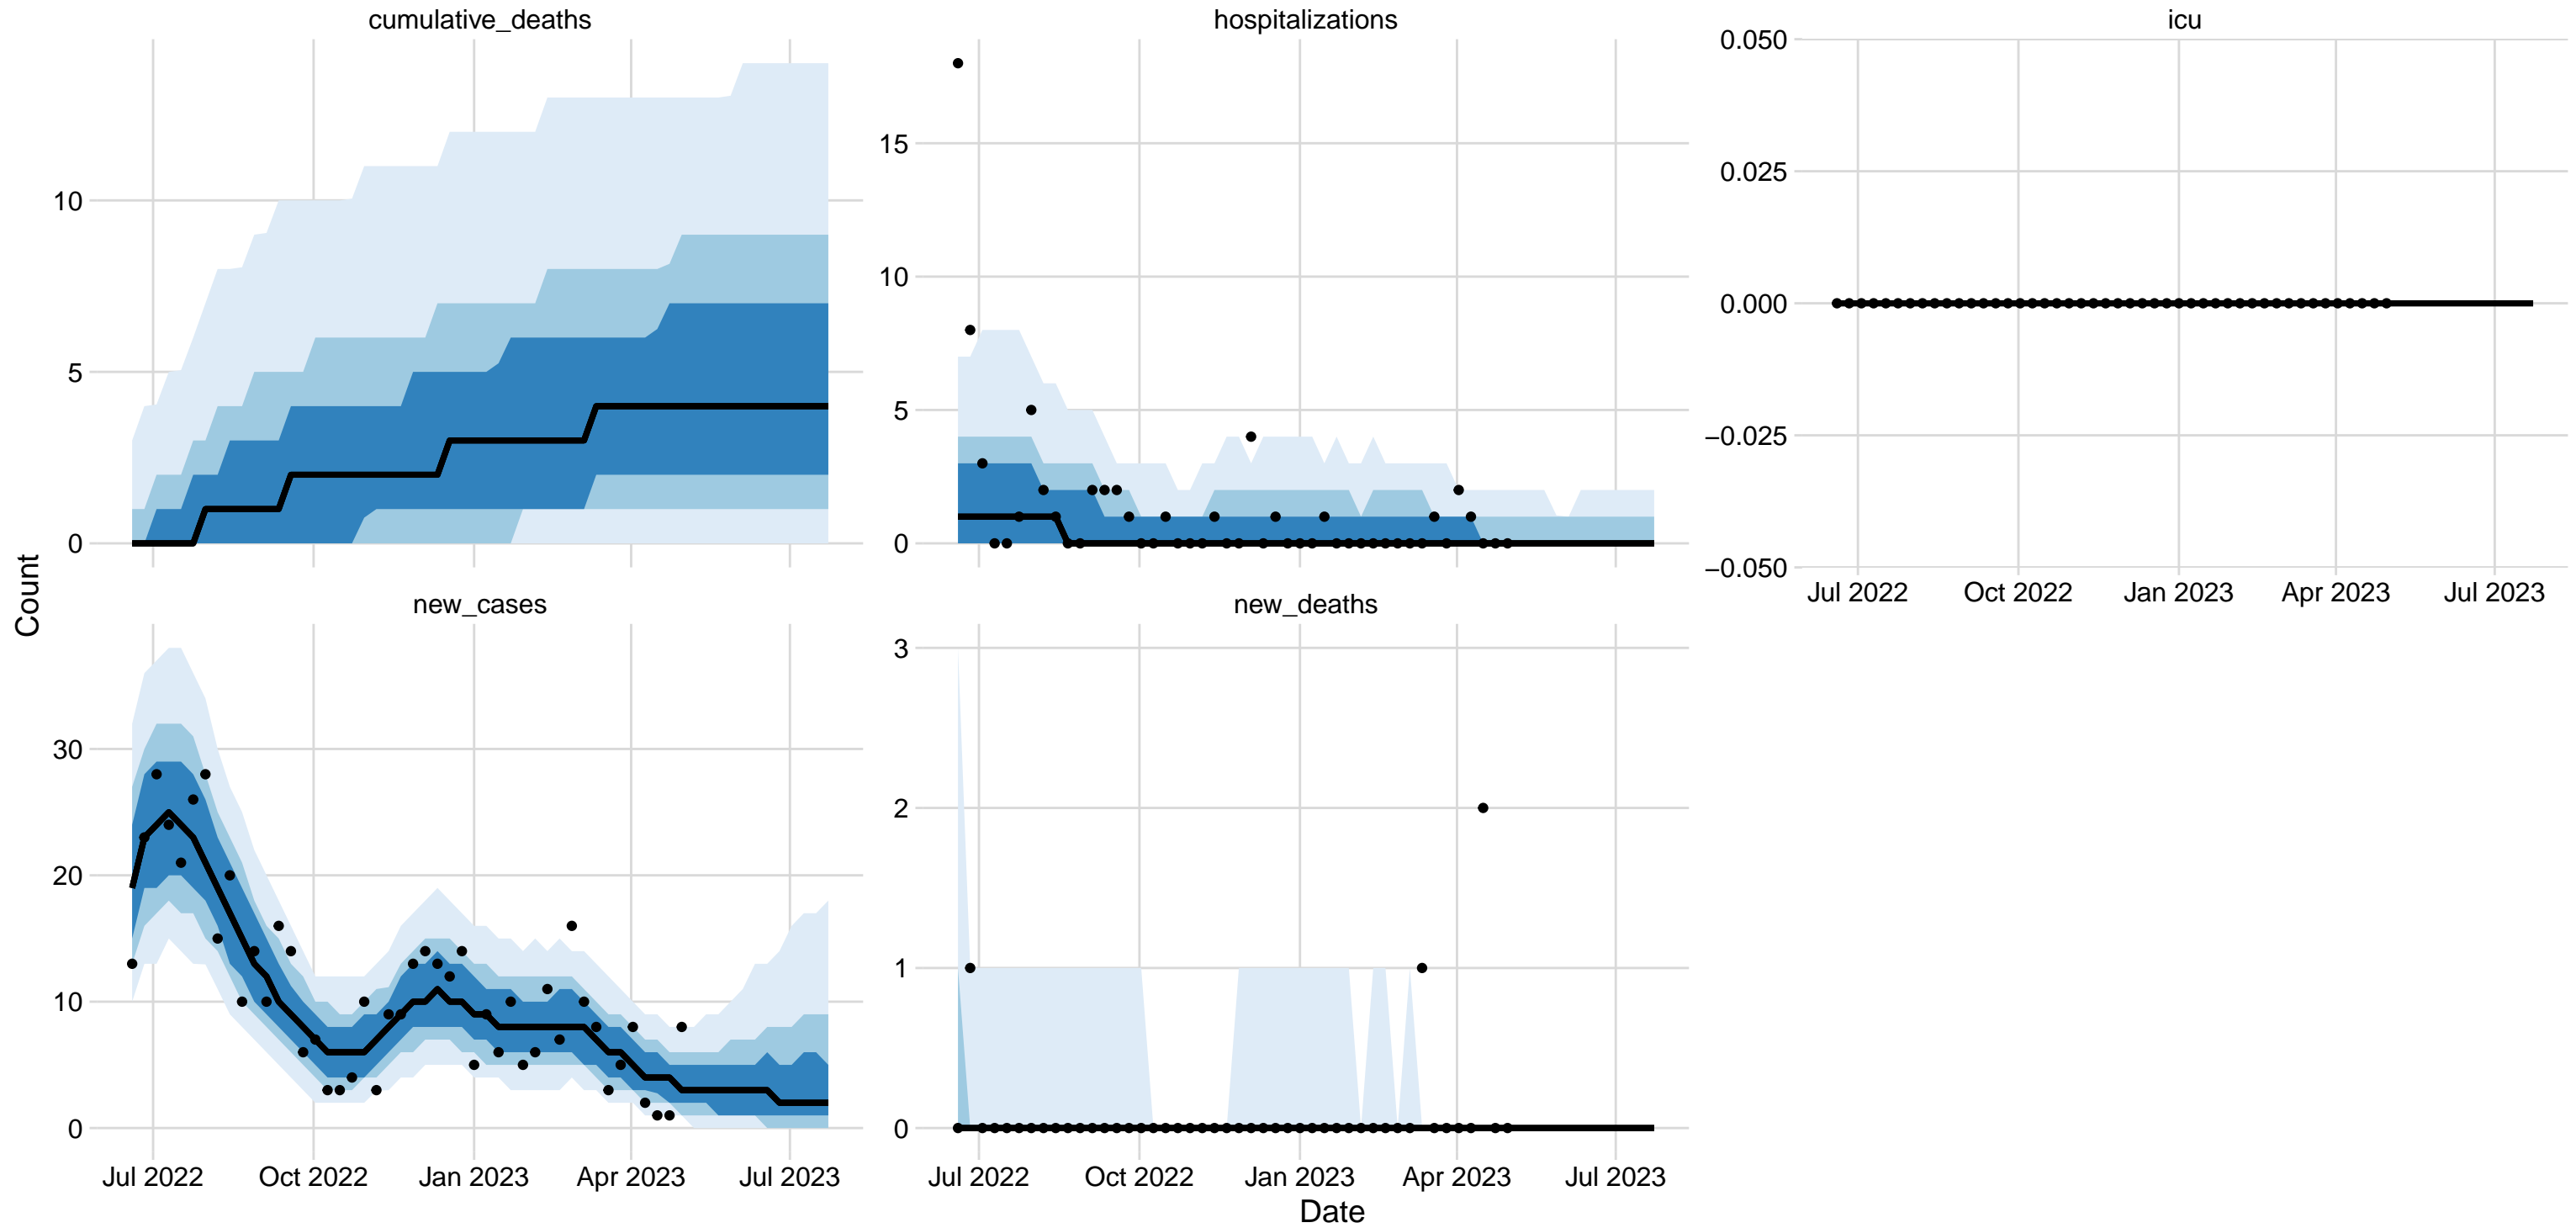 cumulative_deaths
hospitalizations
icu
10
5
0
15
10
5
0
0.050
0.025
0.000
−0.025
−0.050
Jul 2022 Oct 2022 Jan 2023 Apr 2023 Jul 2023
Count
new_cases
new_deaths
30
20
10
0
3
2
1
0
Jul 2022 Oct 2022 Jan 2023 Apr 2023 Jul 2023
Jul 2022 Oct 2022 Jan 2023 Apr 2023 Jul 2023
Date